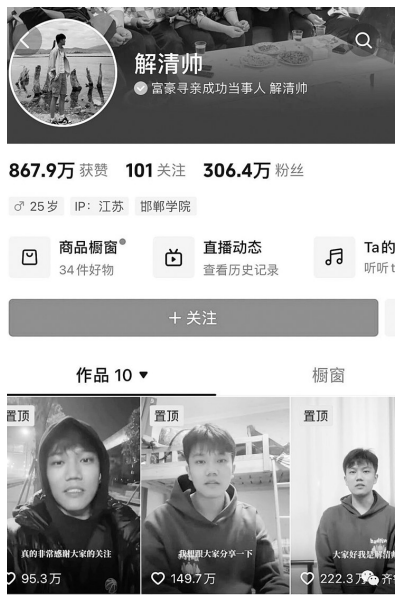 解清帅
富豪寻亲成功当事人 解清帅
867.9万 获赞 101 关注 306.4万 粉丝
♂ 25岁 IP：江苏 邯郸学院
商品橱窗 直播动态 Ta的
34件好物 查看历史记录 听听
＋关注
作品 10 ▼ 橱窗
置顶 置顶 置顶
真的非常感谢大家的关注 我想跟大家分享一下 大家好我是解清
95.3万 149.7万 222.3万 齐